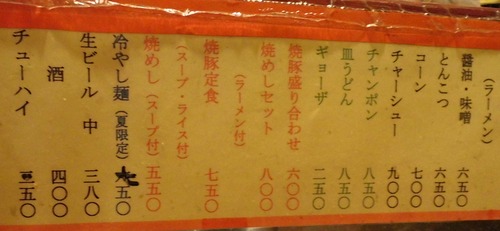 (ラーメン)
醤油・味噌 六五〇
とんこつ 六五〇
コーン 七〇〇
チャーシュー 九〇〇
チャンポン 八五〇
皿うどん 八五〇
ギョーザ 二五〇
焼豚盛り合わせ 六〇〇
焼めしセット 八〇〇
(ラーメン付)
焼豚定食 七五〇
(スープ・ライス付)
焼めし(スープ付) 五五〇
冷やし麺(夏限定) 五〇
生ビール 中 三八〇
酒 四〇〇
チューハイ 五〇